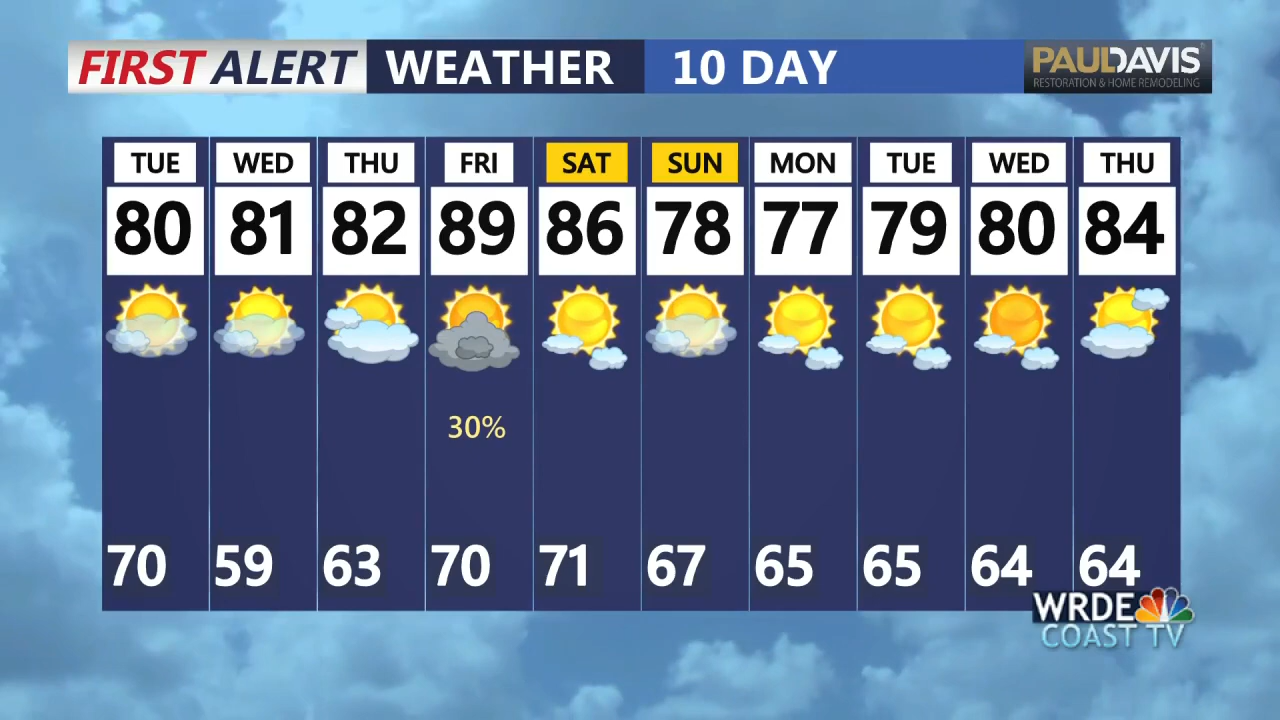 FIRST ALERT WEATHER 10 DAY
PAULDAVIS
RESTORATION & HOME REMODELING
TUE WED THU FRI SAT SUN MON TUE WED THU
80 81 82 89 86 78 77 79 80 84
30%
70 59 63 70 71 67 65 65 64 64
WRDE
COAST TV